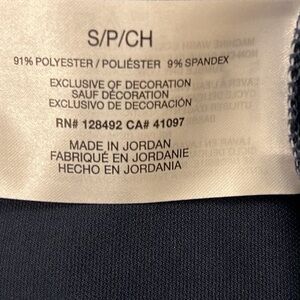 S/P/CH
91% POLYESTER / POLIÉSTER 9% SPANDEX
EXCLUSIVE OF DECORATION
SAUF DÉCORATION
EXCLUSIVO DE DECORACIÓN
RN# 128492 CA# 41097
MADE IN JORDAN
FABRIQUÉ EN JORDANIE
HECHO EN JORDANIA